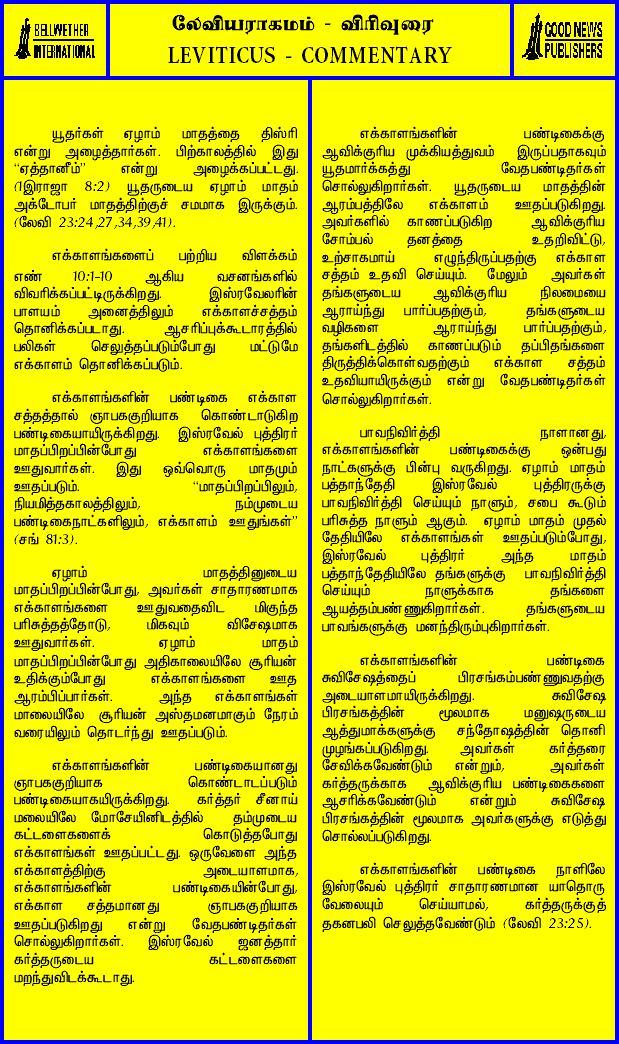 BELLWETHER
INTERNATIONAL
லேவியராகமம் - விரிவுரை
LEVITICUS - COMMENTARY
GOOD NEWS
PUBLISHERS
யூதர்கள் ஏழாம் மாதத்தை திஸ்ரி
என்று அழைத்தார்கள். பிற்காலத்தில் இது
“ஏத்தானீம்” என்று அழைக்கப்பட்டது.
(1இராஜா 8:2) யூதருடைய ஏழாம் மாதம்
அக்டோபர் மாதத்திற்குச் சமமாக இருக்கும்.
(லேவி 23:24,27,34,39,41).
எக்காளங்களைப் பற்றிய விளக்கம்
எண் 10:1-10 ஆகிய வசனங்களில்
விவரிக்கப்பட்டிருக்கிறது. இஸ்ரவேலரின்
பாளயம் அனைத்திலும் எக்காளச்சத்தம்
தொனிக்கப்படாது. ஆசரிப்புக்கூடாரத்தில்
பலிகள் செலுத்தப்படும்போது மட்டுமே
எக்காளம் தொனிக்கப்படும்.
எக்காளங்களின் பண்டிகை எக்காள
சத்தத்தால் ஞாபககுறியாக கொண்டாடுகிற
பண்டிகையாயிருக்கிறது. இஸ்ரவேல் புத்திரர்
மாதப்பிறப்பின்போது எக்காளங்களை
ஊதுவார்கள். இது ஒவ்வொரு மாதமும்
ஊதப்படும். “மாதப்பிறப்பிலும்,
நியமித்தகாலத்திலும், நம்முடைய
பண்டிகைநாட்களிலும், எக்காளம் ஊதுங்கள்”
(சங் 81:3).
ஏழாம் மாதத்தினுடைய
மாதப்பிறப்பின்போது, அவர்கள் சாதாரணமாக
எக்காளங்களை ஊதுவதைவிட மிகுந்த
பரிசுத்தத்தோடு, மிகவும் விசேஷமாக
ஊதுவார்கள். ஏழாம் மாதம்
மாதப்பிறப்பின்போது அதிகாலையிலே சூரியன்
உதிக்கும்போது எக்காளங்களை ஊத
ஆரம்பிப்பார்கள். அந்த எக்காளங்கள்
மாலையிலே சூரியன் அஸ்தமனமாகும் நேரம்
வரையிலும் தொடர்ந்து ஊதப்படும்.
எக்காளங்களின் பண்டிகையானது
ஞாபககுறியாக கொண்டாடப்படும்
பண்டிகையாகயிருக்கிறது. கர்த்தர் சீனாய்
மலையிலே மோசேயினிடத்தில் தம்முடைய
கட்டளைகளைக் கொடுத்தபோது
எக்காளங்கள் ஊதப்பட்டது. ஒருவேளை அந்த
எக்காளத்திற்கு அடையாளமாக,
எக்காளங்களின் பண்டிகையின்போது,
எக்காள சத்தமானது ஞாபககுறியாக
ஊதப்படுகிறது என்று வேதபண்டிதர்கள்
சொல்லுகிறார்கள். இஸ்ரவேல் ஜனத்தார்
கர்த்தருடைய கட்டளைகளை
மறந்துவிடக்கூடாது.
எக்காளங்களின் பண்டிகைக்கு
ஆவிக்குரிய முக்கியத்துவம் இருப்பதாகவும்
யூதமார்க்கத்து வேதபண்டிதர்கள்
சொல்லுகிறார்கள். யூதருடைய மாதத்தின்
ஆரம்பத்திலே எக்காளம் ஊதப்படுகிறது.
அவர்களில் காணப்படுகிற ஆவிக்குரிய
சோம்பல் தனத்தை உதறிவிட்டு,
உற்சாகமாய் எழுந்திருப்பதற்கு எக்காள
சத்தம் உதவி செய்யும். மேலும் அவர்கள்
தங்களுடைய ஆவிக்குரிய நிலமையை
ஆராய்ந்து பார்ப்பதற்கும், தங்களுடைய
வழிகளை ஆராய்ந்து பார்ப்பதற்கும்,
தங்களிடத்தில் காணப்படும் தப்பிதங்களை
திருத்திக்கொள்வதற்கும் எக்காள சத்தம்
உதவியாயிருக்கும் என்று வேதபண்டிதர்கள்
சொல்லுகிறார்கள்.
பாவநிவிர்த்தி நாளானது,
எக்காளங்களின் பண்டிகைக்கு ஒன்பது
நாட்களுக்கு பின்பு வருகிறது. ஏழாம் மாதம்
பத்தாந்தேதி இஸ்ரவேல் புத்திரருக்கு
பாவநிவிர்த்தி செய்யும் நாளும், சபை கூடும்
பரிசுத்த நாளும் ஆகும். ஏழாம் மாதம் முதல்
தேதியிலே எக்காளங்கள் ஊதப்படும்போது,
இஸ்ரவேல் புத்திரர் அந்த மாதம்
பத்தாந்தேதியிலே தங்களுக்கு பாவநிவிர்த்தி
செய்யும் நாளுக்காக தங்களை
ஆயத்தம்பண்ணுகிறார்கள். தங்களுடைய
பாவங்களுக்கு மனந்திரும்புகிறார்கள்.
எக்காளங்களின் பண்டிகை
சுவிசேஷத்தைப் பிரசங்கம்பண்ணுவதற்கு
அடையாளமாயிருக்கிறது. சுவிசேஷ
பிரசங்கத்தின் மூலமாக மனுஷருடைய
ஆத்துமாக்களுக்கு சந்தோஷத்தின் தொனி
முழங்கப்படுகிறது. அவர்கள் கர்த்தரை
சேவிக்கவேண்டும் என்றும், அவர்கள்
கர்த்தருக்காக ஆவிக்குரிய பண்டிகைகளை
ஆசரிக்கவேண்டும் என்றும் சுவிசேஷ
பிரசங்கத்தின் மூலமாக அவர்களுக்கு எடுத்து
சொல்லப்படுகிறது.
எக்காளங்களின் பண்டிகை நாளிலே
இஸ்ரவேல் புத்திரர் சாதாரணமான யாதொரு
வேலையும் செய்யாமல், கர்த்தருக்குத்
தகனபலி செலுத்தவேண்டும் (லேவி 23:25).